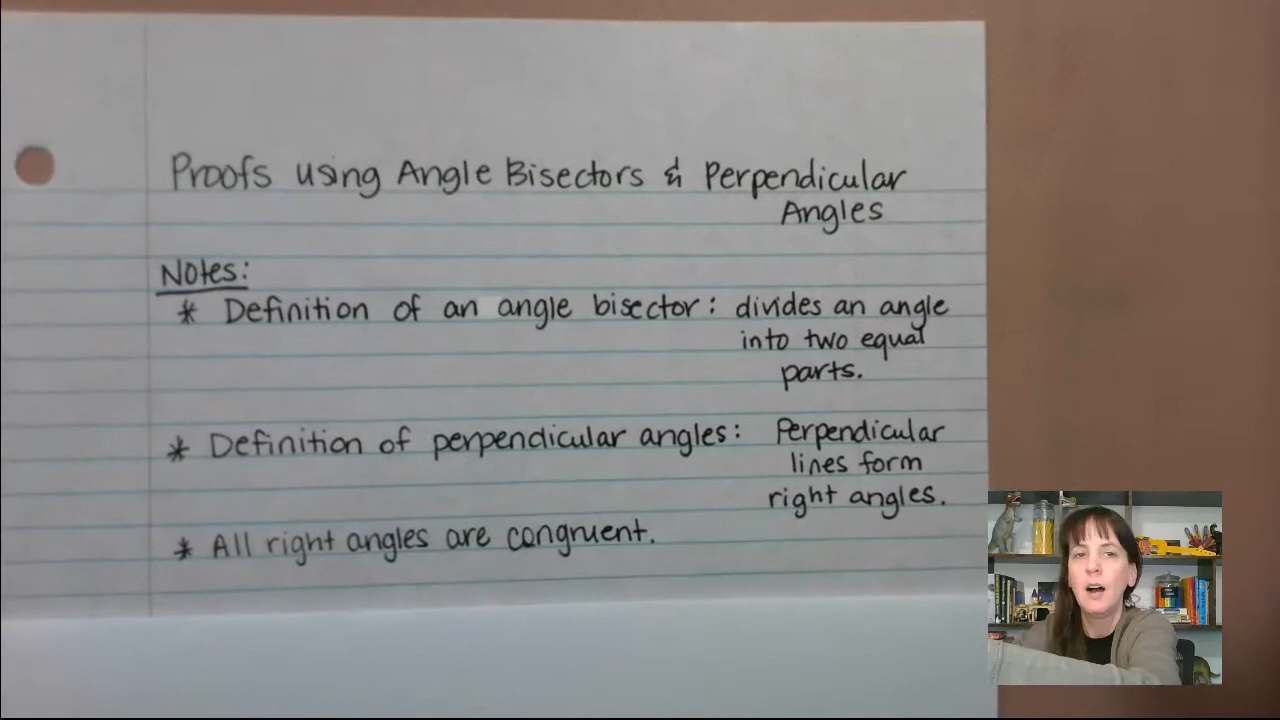 Proofs using Angle Bisectors & Perpendicular
Angles
Notes:
* Definition of an angle bisector: divides an angle
into two equal
parts.
* Definition of perpendicular angles: Perpendicular
lines form
right angles.
* All right angles are congruent.